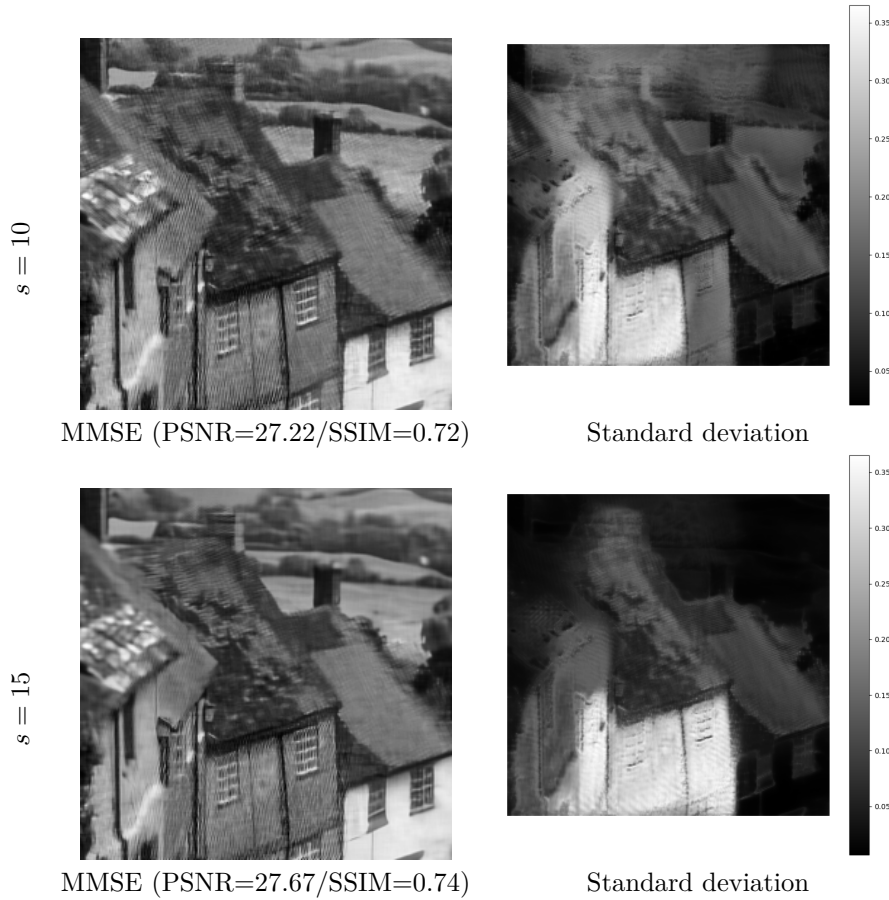 0.35
0.30
0.25
0.20
0.15
0.10
0.05
s = 10
MMSE (PSNR=27.22/SSIM=0.72)
Standard deviation
0.35
0.30
0.25
0.20
0.15
0.10
0.05
s = 15
MMSE (PSNR=27.67/SSIM=0.74)
Standard deviation